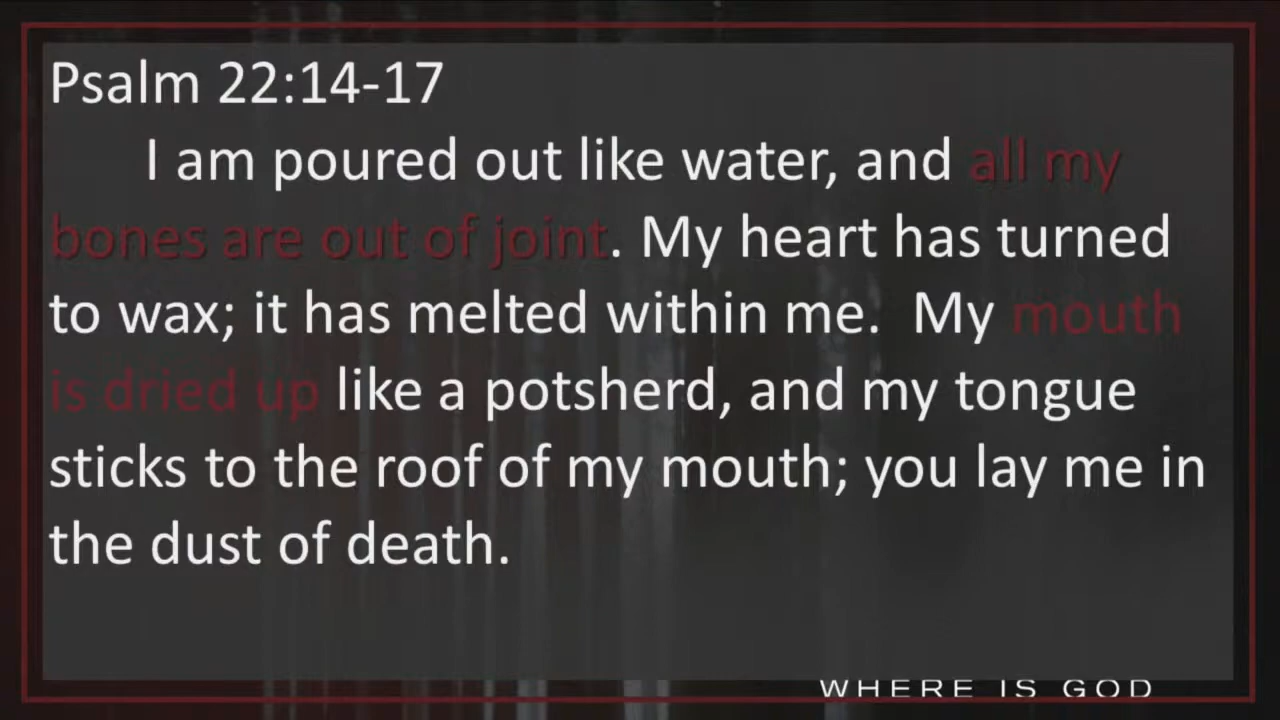 Psalm 22:14-17
I am poured out like water, and all my
bones are out of joint. My heart has turned
to wax; it has melted within me.  My mouth
is dried up like a potsherd, and my tongue
sticks to the roof of my mouth; you lay me in
the dust of death.
WHERE IS GOD